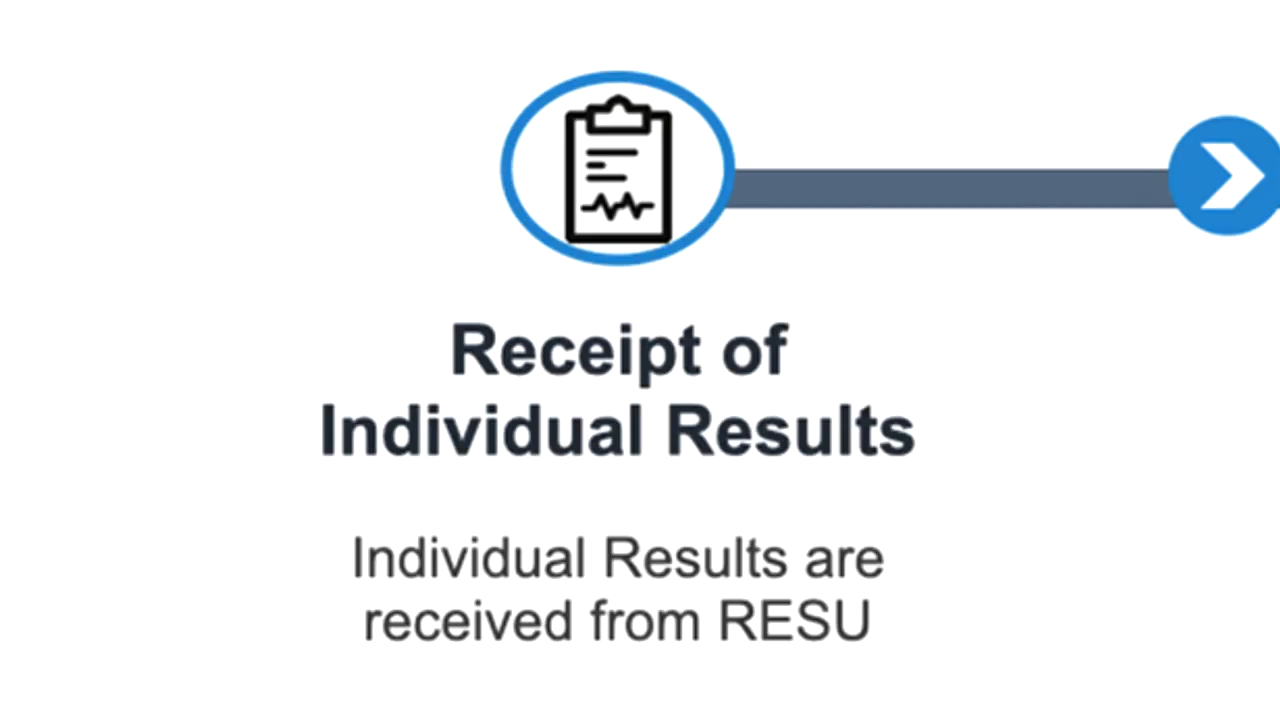 Receipt of
Individual Results
Individual Results are
received from RESU